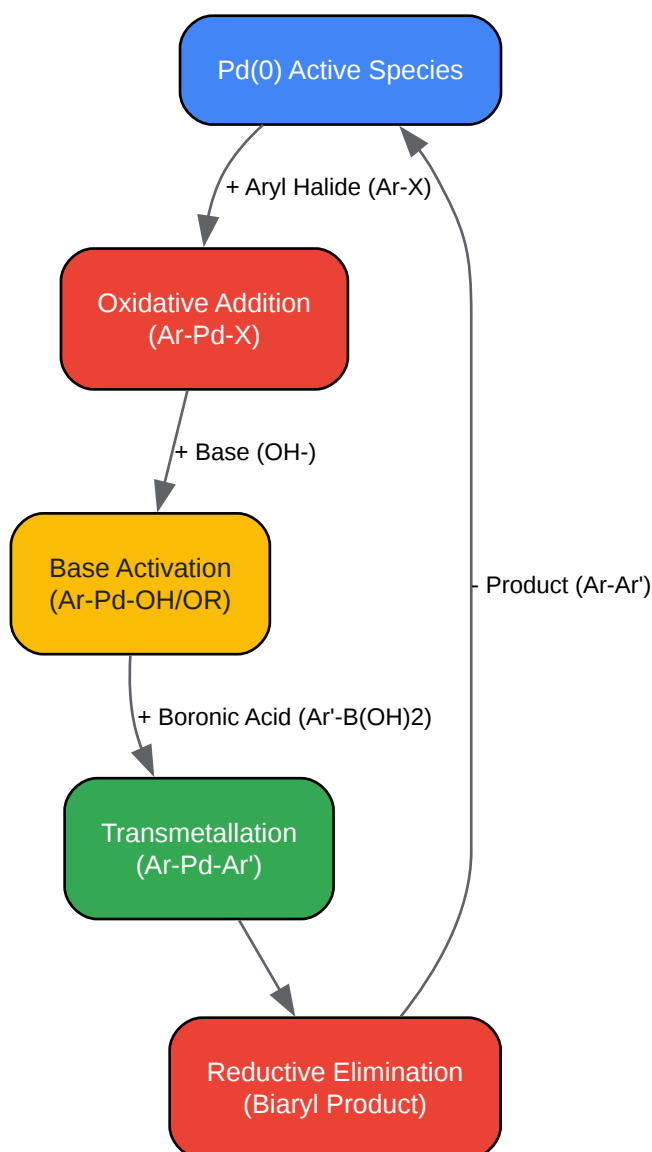 Pd(0) Active Species
+ Aryl Halide (Ar-X)
Oxidative Addition
(Ar-Pd-X)
+ Base (OH-)
Base Activation
(Ar-Pd-OH/OR)
- Product (Ar-Ar')
+ Boronic Acid (Ar'-B(OH)2)
Transmetallation
(Ar-Pd-Ar')
Reductive Elimination
(Biaryl Product)